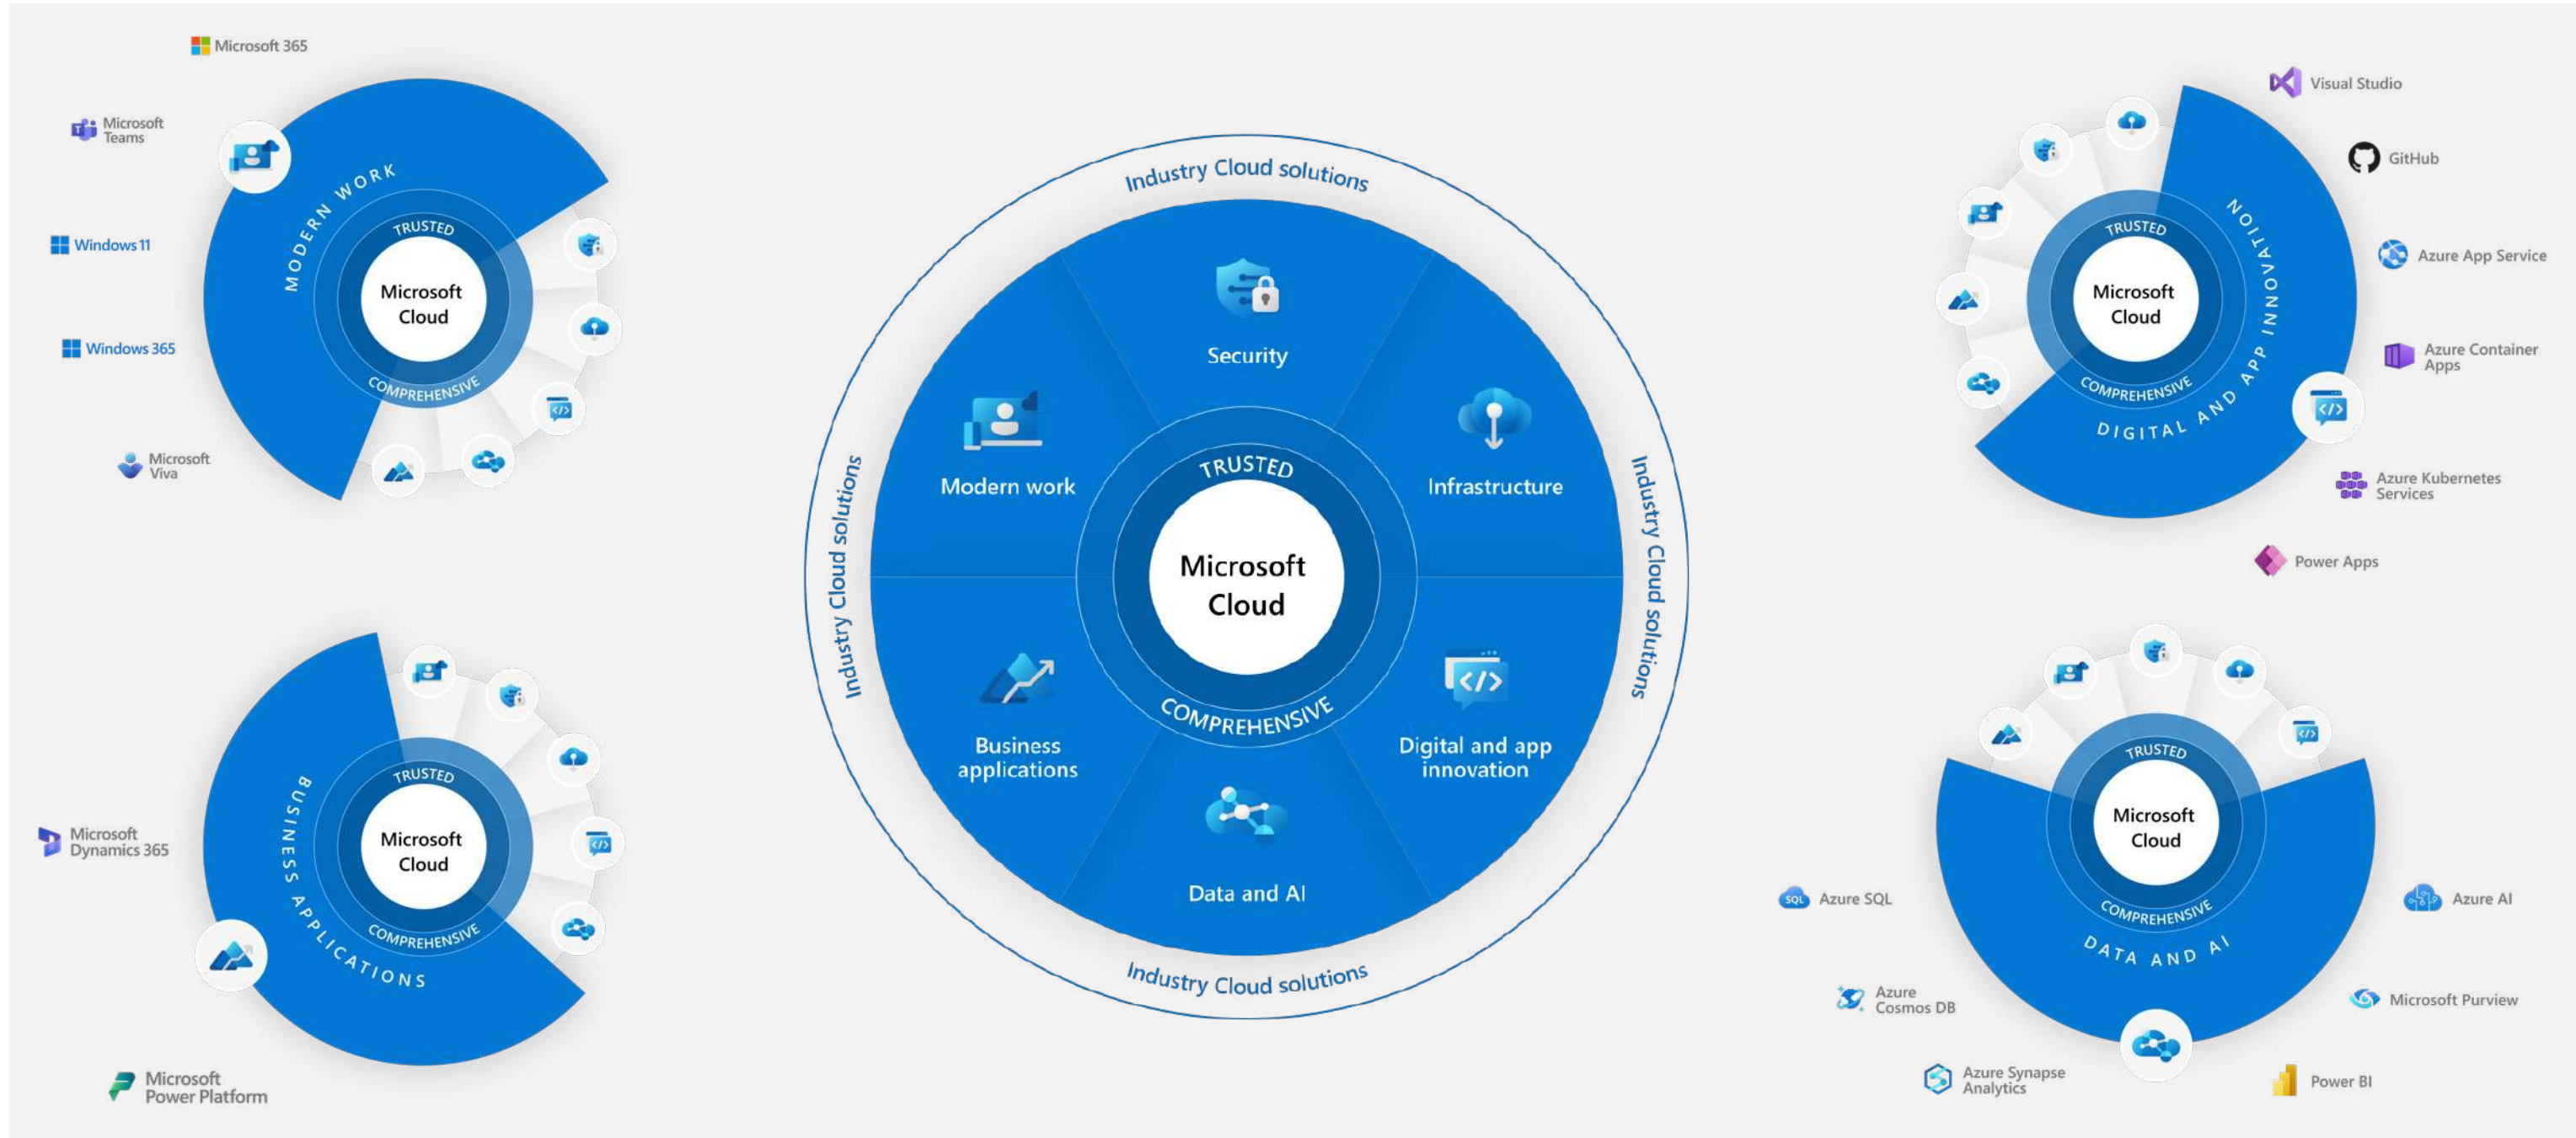 Microsoft 365
Microsoft
Teams
Windows 11
Windows 365
Microsoft
Viva
MODERN WORK
TRUSTED
Microsoft
Cloud
COMPREHENSIVE
Microsoft
Dynamics 365
Microsoft
Power Platform
BUSINESS APPLICATIONS
TRUSTED
Microsoft
Cloud
COMPREHENSIVE
Industry Cloud solutions
Industry Cloud solutions
Industry Cloud solutions
Industry Cloud solutions
Security
Modern work
Infrastructure
TRUSTED
Microsoft
Cloud
COMPREHENSIVE
Business
applications
Digital and app
innovation
Data and AI
Visual Studio
GitHub
Azure App Service
Azure Container
Apps
Azure Kubernetes
Services
Power Apps
DIGITAL AND APP INNOVATION
TRUSTED
Microsoft
Cloud
COMPREHENSIVE
TRUSTED
Microsoft
Cloud
COMPREHENSIVE
DATA AND AI
SQL
Azure SQL
Azure
Cosmos DB
Azure Synapse
Analytics
Azure AI
Microsoft Purview
Power BI